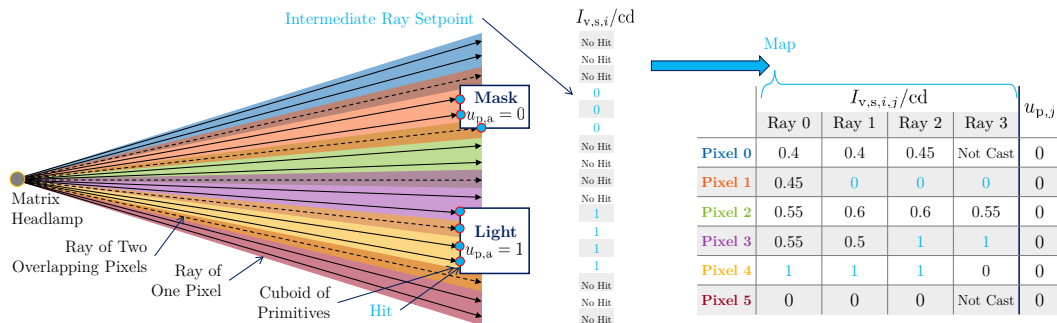 Intermediate Ray Setpoint
I_{v,s,i}/cd
No Hit
No Hit
No Hit
0
0
0
No Hit
No Hit
No Hit
No Hit
1
1
1
1
No Hit
No Hit
No Hit
Mask
u_{p,a} = 0
Light
u_{p,a} = 1
Matrix
Headlamp
Ray of Two
Overlapping Pixels
Ray of
One Pixel
Cuboid of
Primitives
Hit
Map
I_{v,s,i,j}/cd u_{p,j}
Ray 0 Ray 1 Ray 2 Ray 3
Pixel 0 0.4 0.4 0.45 Not Cast 0
Pixel 1 0.45 0 0 0 0
Pixel 2 0.55 0.6 0.6 0.55 0
Pixel 3 0.55 0.5 1 1 0
Pixel 4 1 1 1 0 0
Pixel 5 0 0 0 Not Cast 0